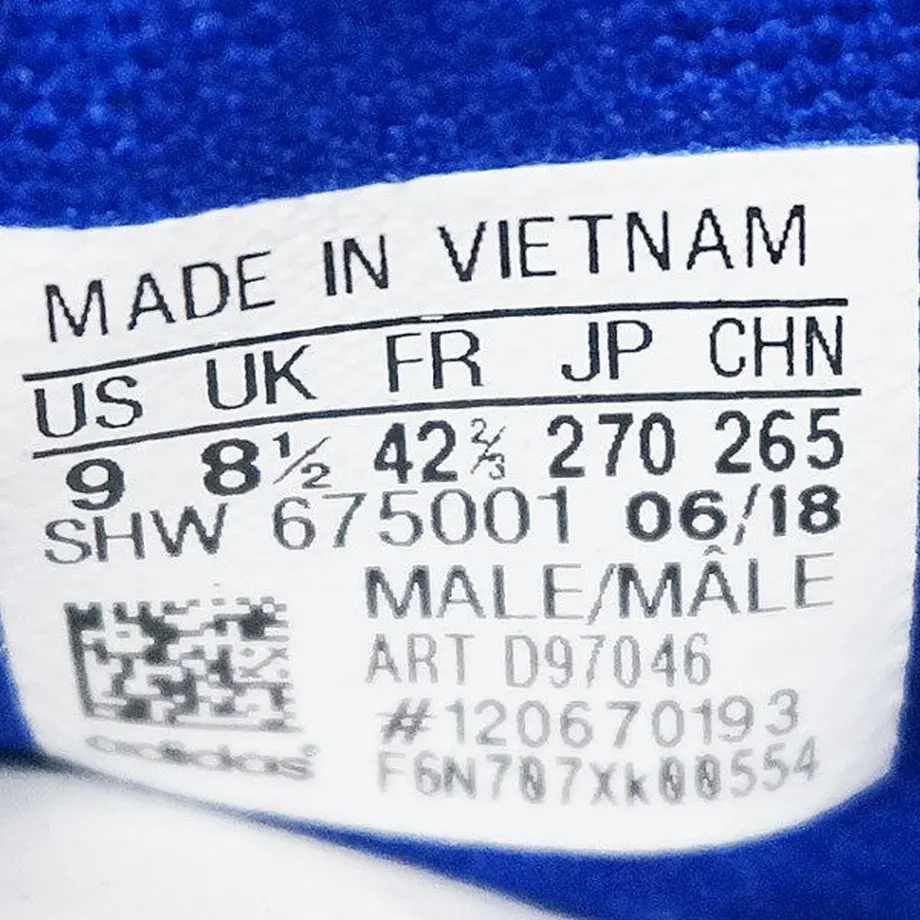 MADE IN VIETNAM
US UK FR JP CHN
9 8½ 42⅔ 270 265
SHW 675001 06/18
MALE/MÂLE
ART D97046
#120670193
F6N707Xk00554
adidas®